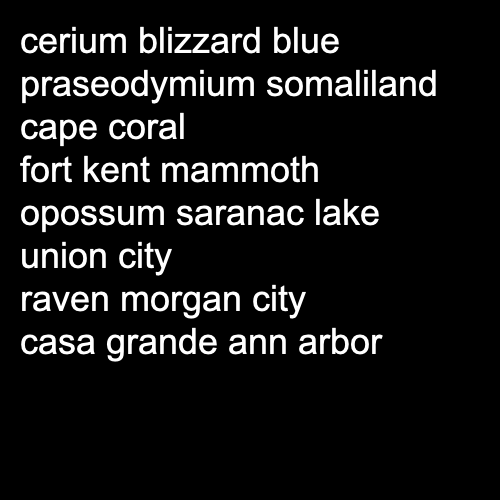 cerium blizzard blue
praseodymium somaliland
cape coral
fort kent mammoth
opossum saranac lake
union city
raven morgan city
casa grande ann arbor